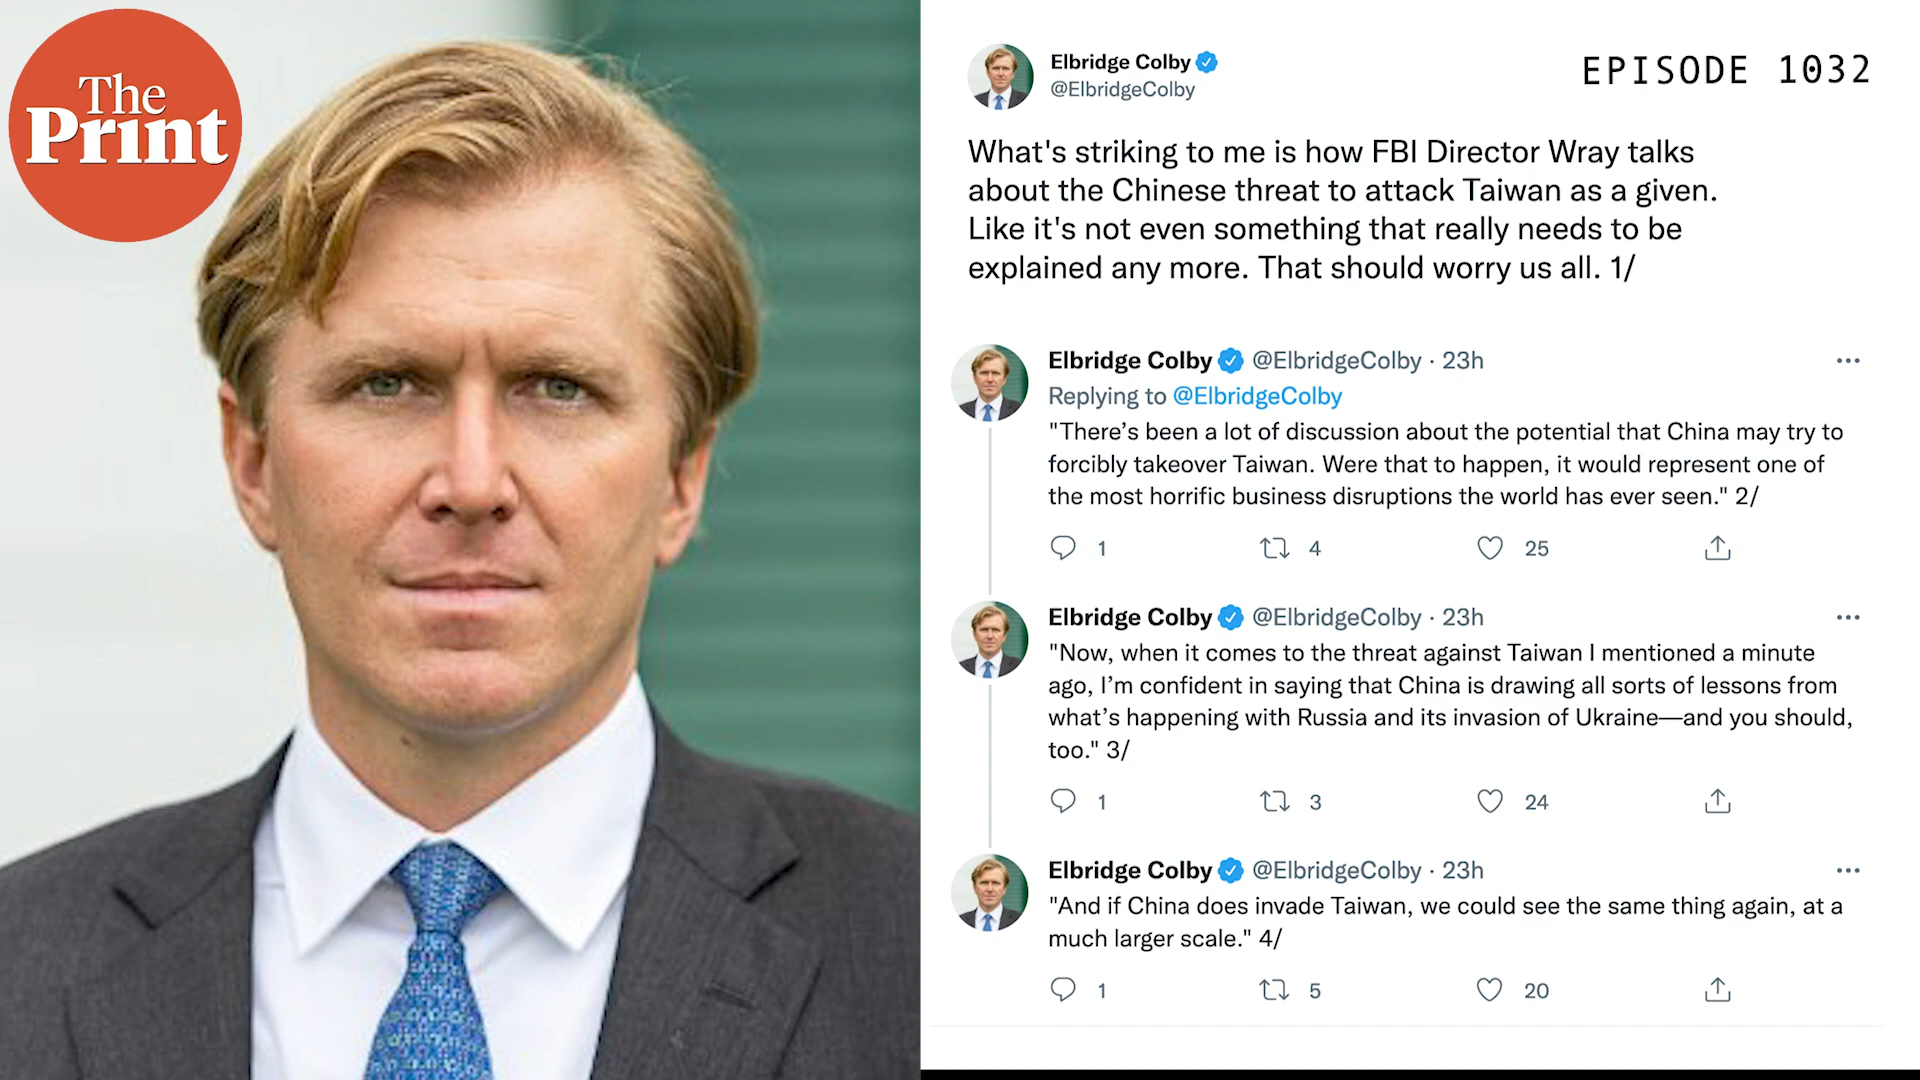 The
Print
EPISODE 1032
Elbridge Colby
@ElbridgeColby
What's striking to me is how FBI Director Wray talks
about the Chinese threat to attack Taiwan as a given.
Like it's not even something that really needs to be
explained any more. That should worry us all. 1/
Elbridge Colby @ElbridgeColby · 23h
Replying to @ElbridgeColby
"There’s been a lot of discussion about the potential that China may try to
forcibly takeover Taiwan. Were that to happen, it would represent one of
the most horrific business disruptions the world has ever seen." 2/
1 4 25
Elbridge Colby @ElbridgeColby · 23h
"Now, when it comes to the threat against Taiwan I mentioned a minute
ago, I’m confident in saying that China is drawing all sorts of lessons from
what’s happening with Russia and its invasion of Ukraine—and you should,
too." 3/
1 3 24
Elbridge Colby @ElbridgeColby · 23h
"And if China does invade Taiwan, we could see the same thing again, at a
much larger scale." 4/
1 5 20